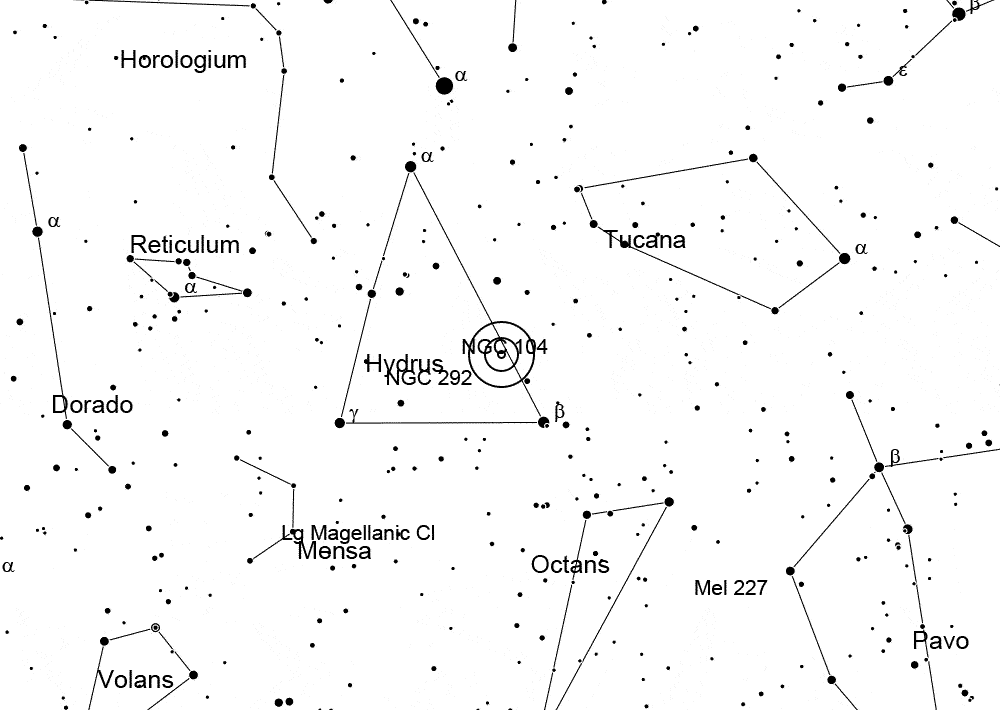 β
Horologium
α
ε
α
α
Reticulum
Tucana
α
α
NGC 104
Hydrus
NGC 292
Dorado
γ
β
β
Lg Magellanic Cl
Mensa
α
Octans
Mel 227
Pavo
Volans